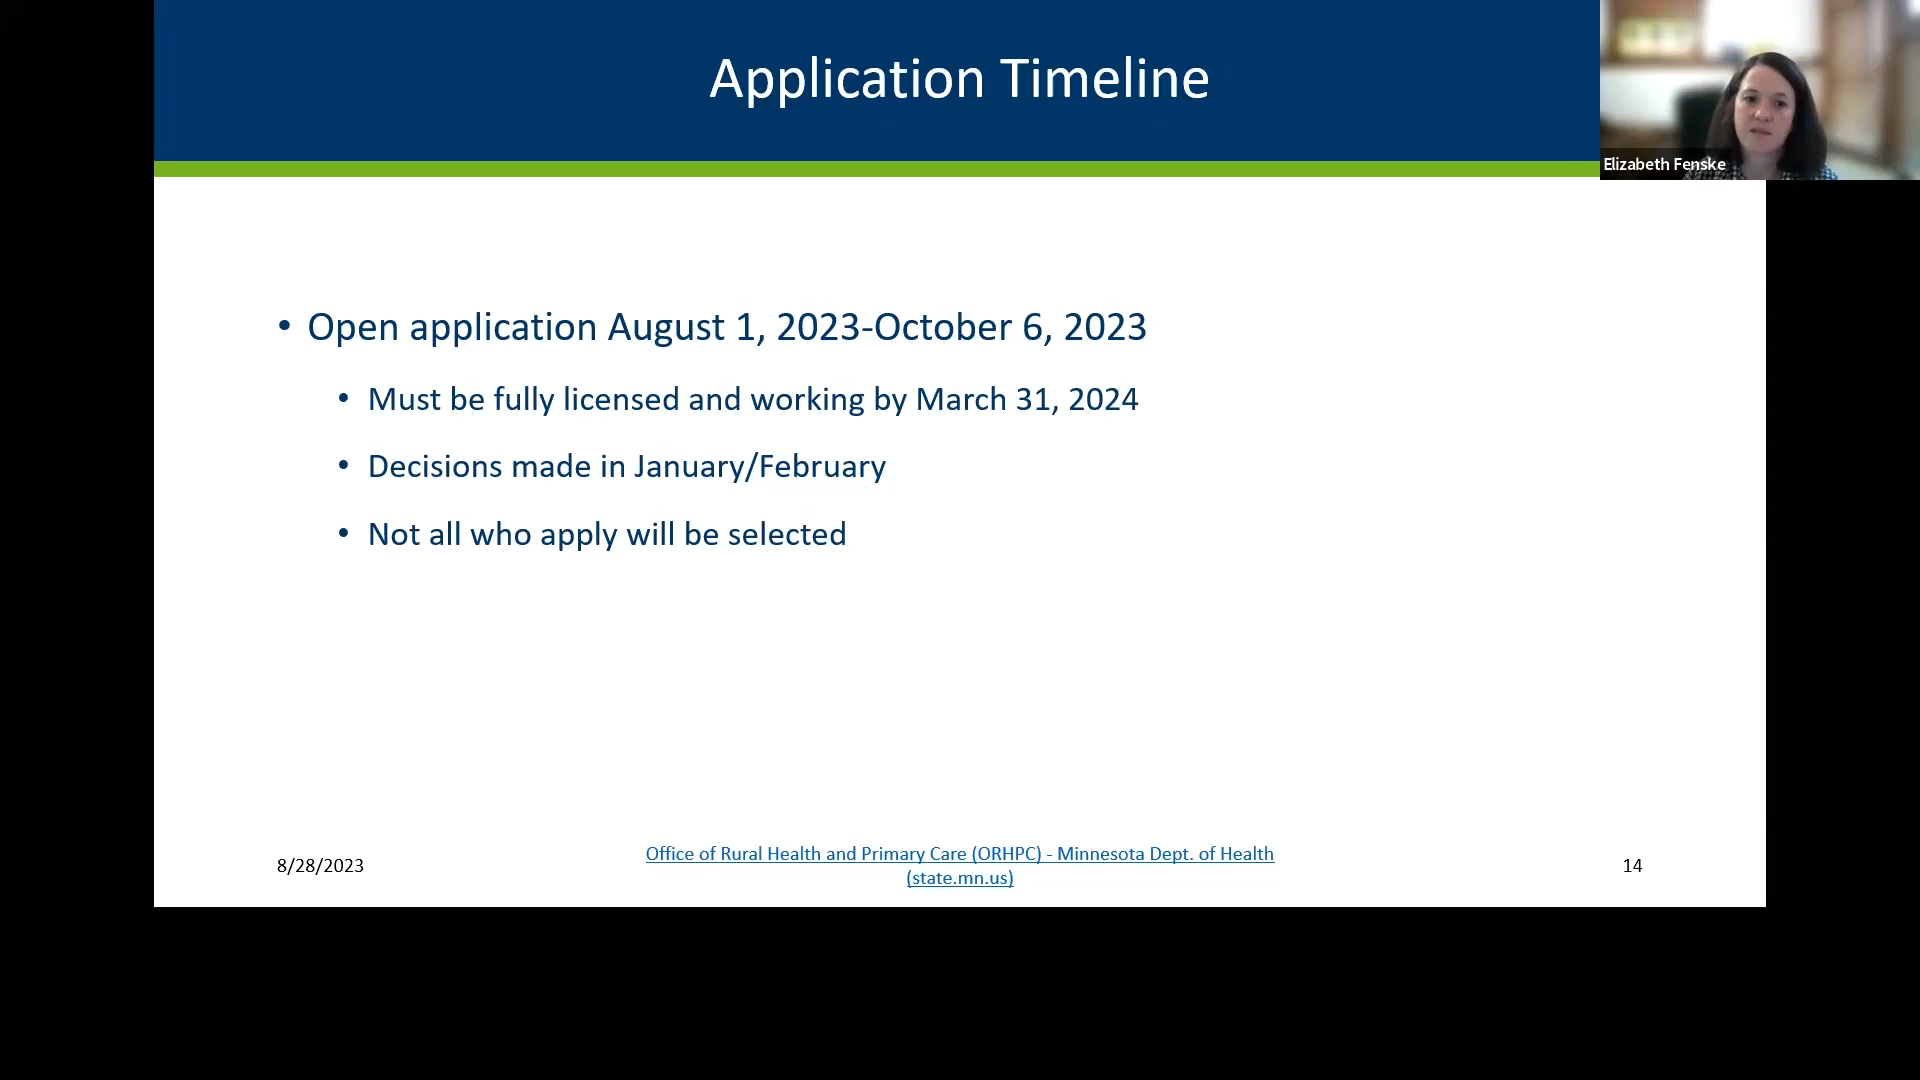 Application Timeline
Elizabeth Fenske
• Open application August 1, 2023-October 6, 2023
• Must be fully licensed and working by March 31, 2024
• Decisions made in January/February
• Not all who apply will be selected
8/28/2023
Office of Rural Health and Primary Care (ORHPC) - Minnesota Dept. of Health
(state.mn.us)
14